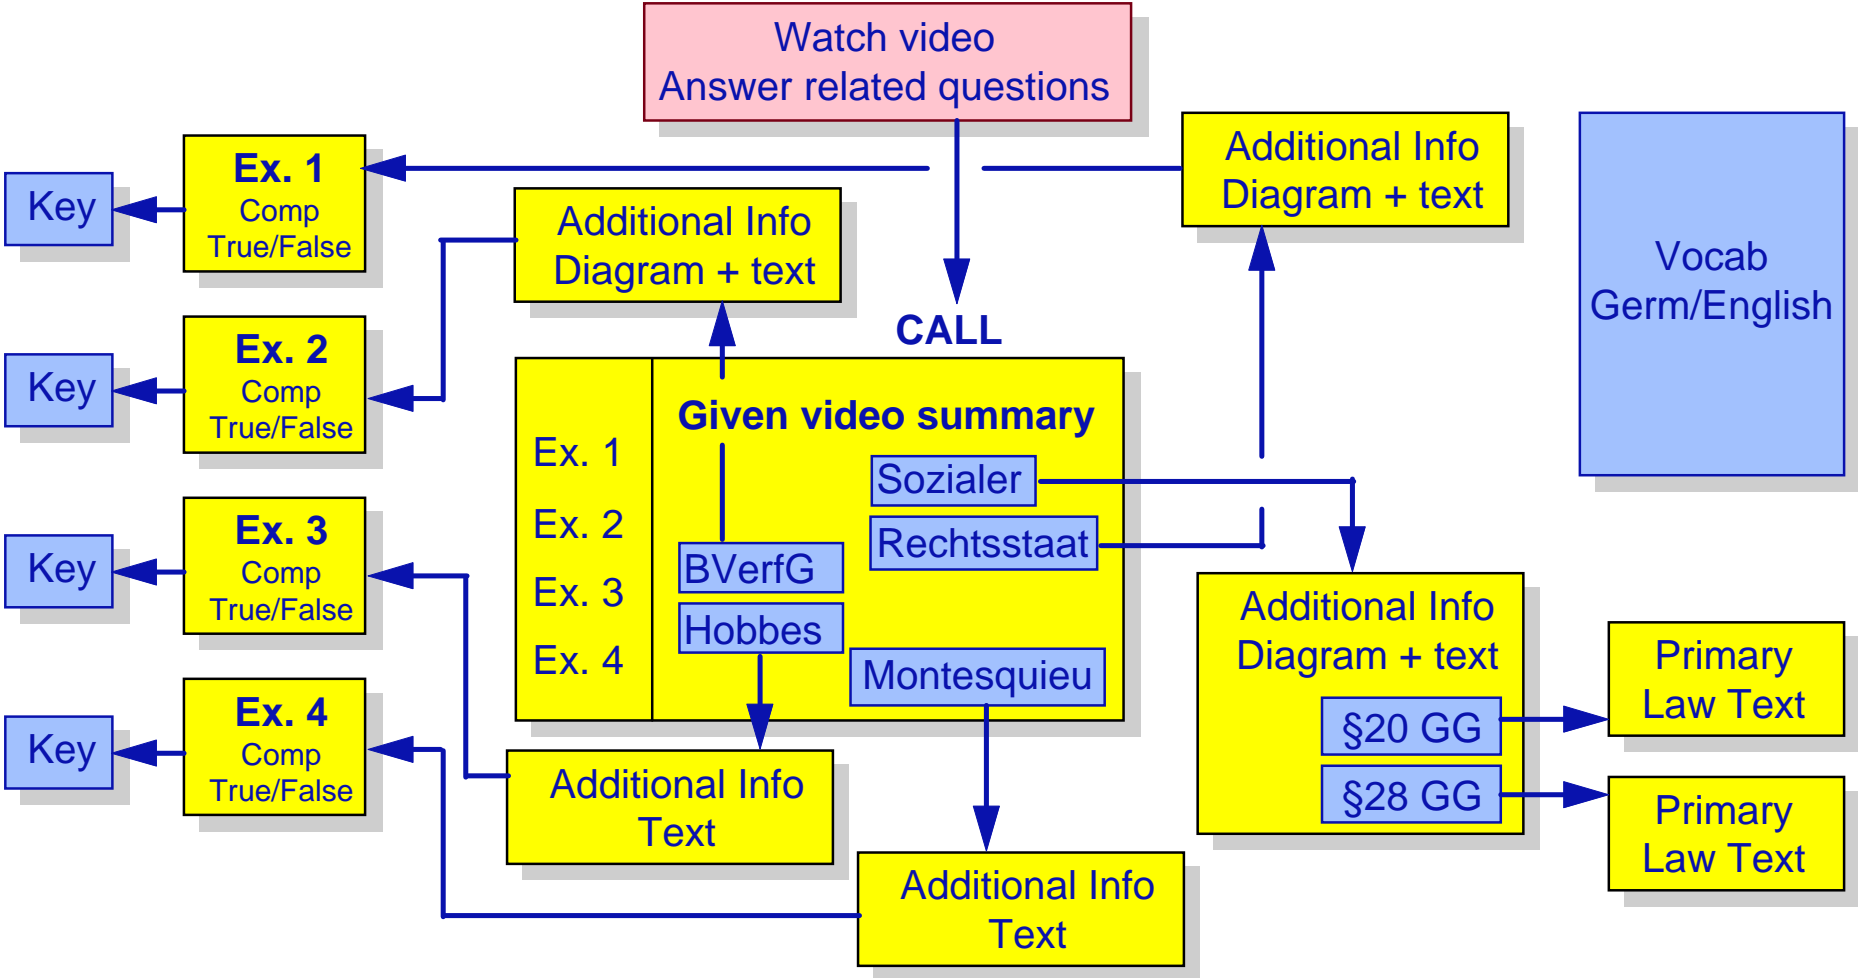 Watch video
Answer related questions
Additional Info
Diagram + text
Vocab
Germ/English
Key
Ex. 1
Comp
True/False
Additional Info
Diagram + text
CALL
Key
Ex. 2
Comp
True/False
Given video summary
Ex. 1
Ex. 2
Ex. 3
Ex. 4
Sozialer
Rechtsstaat
BVerfG
Hobbes
Montesquieu
Key
Ex. 3
Comp
True/False
Additional Info
Diagram + text
§20 GG
§28 GG
Primary
Law Text
Primary
Law Text
Key
Ex. 4
Comp
True/False
Additional Info
Text
Additional Info
Text